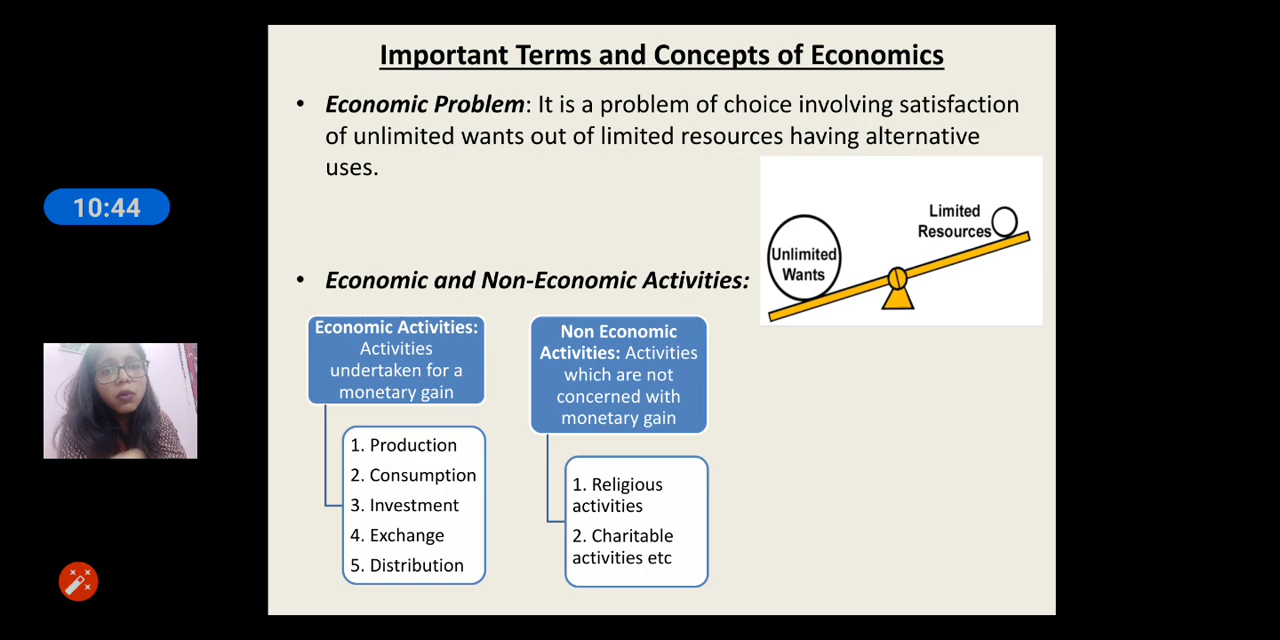 Important Terms and Concepts of Economics
• Economic Problem: It is a problem of choice involving satisfaction
of unlimited wants out of limited resources having alternative
uses.
10:44
Limited
Resources
Unlimited
Wants
• Economic and Non-Economic Activities:
Economic Activities:
Activities
undertaken for a
monetary gain
1. Production
2. Consumption
3. Investment
4. Exchange
5. Distribution
Non Economic
Activities: Activities
which are not
concerned with
monetary gain
1. Religious
activities
2. Charitable
activities etc